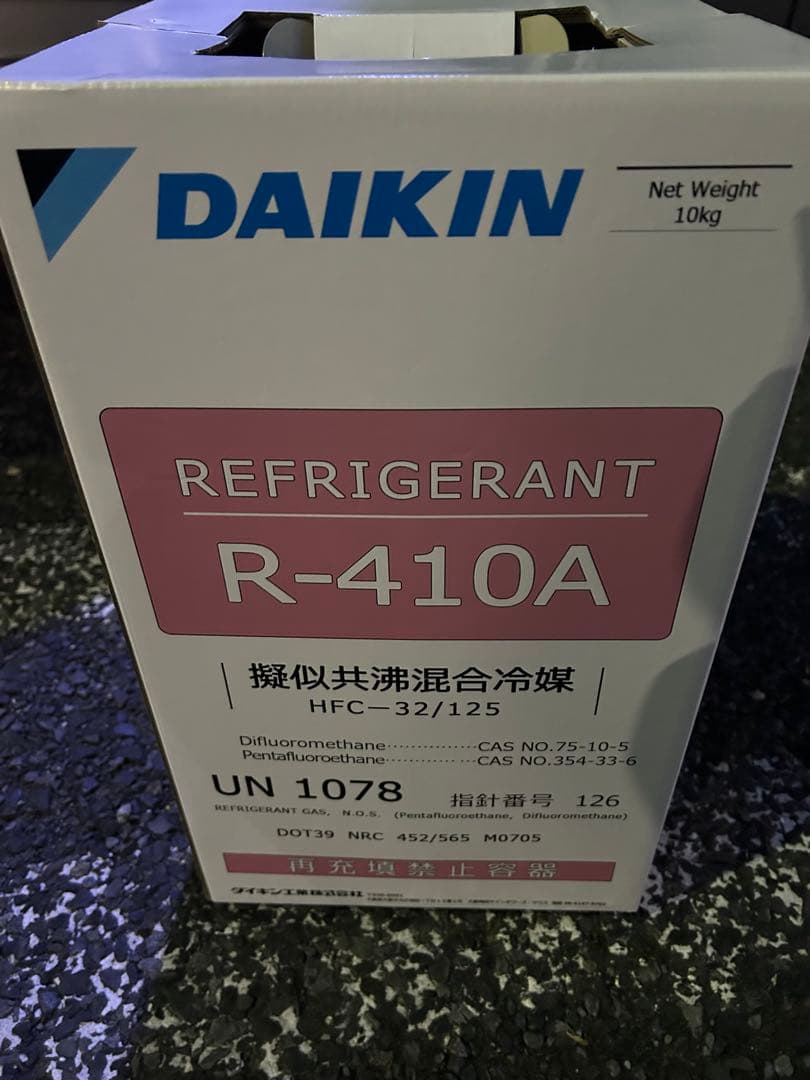 DAIKIN
Net Weight
10kg
REFRIGERANT
R-410A
擬似共沸混合冷媒
HFC－32/125
Difluoromethane··············CAS NO.75-10-5
Pentafluoroethane·············CAS NO.354-33-6
UN 1078 指針番号 126
REFRIGERANT GAS, N.O.S. (Pentafluoroethane, Difluoromethane)
DOT39 NRC 452/565 M0705
再充填禁止容器
ダイキン工業株式会社